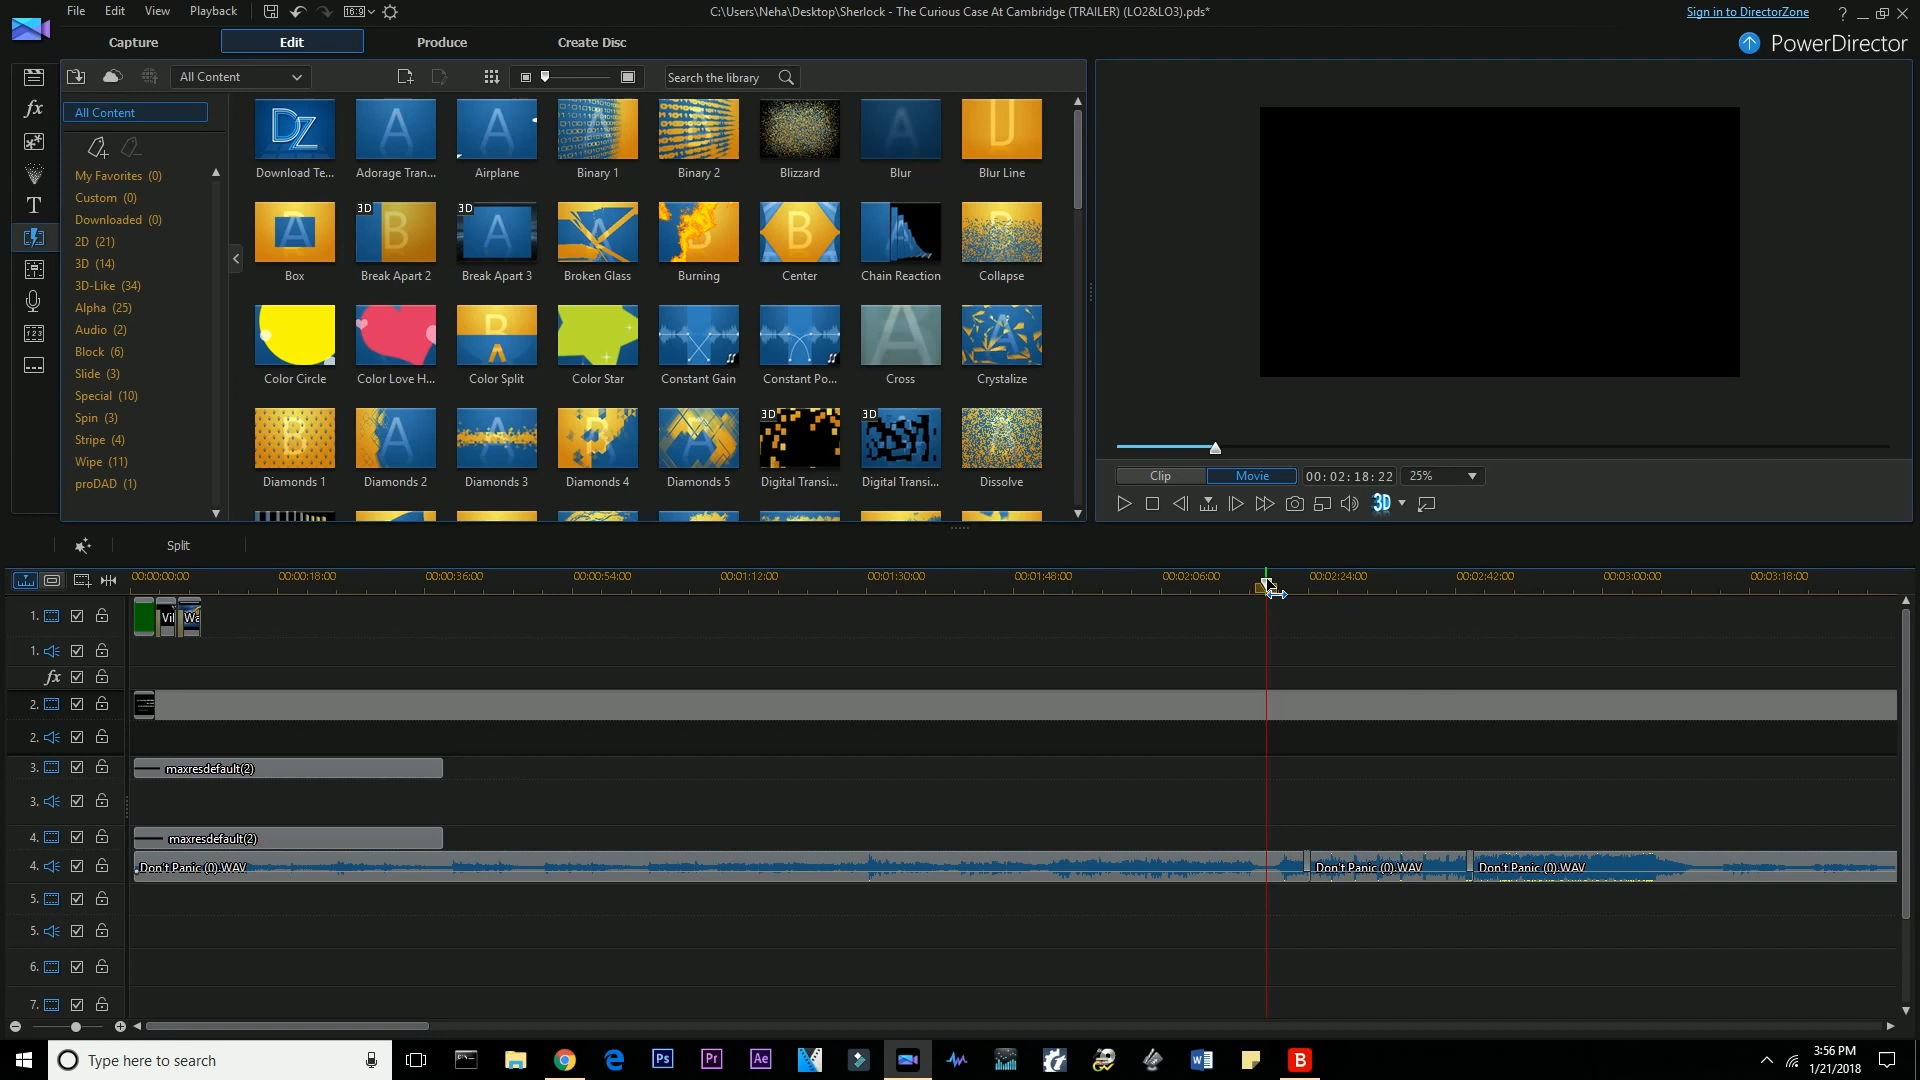 File Edit View Playback
C:\Users\Neha\Desktop\Sherlock - The Curious Case At Cambridge (TRAILER) (LO2&LO3).pds*
Sign in to DirectorZone
Capture Edit Produce Create Disc
PowerDirector
All Content
Search the library
All Content
My Favorites (0)
Custom (0)
Downloaded (0)
2D (21)
3D (14)
3D-Like (34)
Alpha (25)
Audio (2)
Block (6)
Slide (3)
Special (10)
Spin (3)
Stripe (4)
Wipe (11)
proDAD (1)
Download Te... Adorage Tran... Airplane Binary 1 Binary 2 Blizzard Blur Blur Line
Box Break Apart 2 Break Apart 3 Broken Glass Burning Center Chain Reaction Collapse
Color Circle Color Love H... Color Split Color Star Constant Gain Constant Po... Cross Crystalize
Diamonds 1 Diamonds 2 Diamonds 3 Diamonds 4 Diamonds 5 Digital Transi... Digital Transi... Dissolve
Clip Movie 00:02:18:22 25%
3D
Split
00:00:00:00 00:00:18:00 00:00:36:00 00:00:54:00 00:01:12:00 00:01:30:00 00:01:48:00 00:02:06:00 00:02:24:00 00:02:42:00 00:03:00:00 00:03:18:00
1. Vil Wa
1.
fx
2.
2.
3. maxresdefault(2)
3.
4. maxresdefault(2)
4. Don't Panic (0).WAV Don't Panic (0).WAV Don't Panic (0).WAV
5.
5.
6.
7.
Type here to search
Ps Pr Ae B
3:56 PM
1/21/2018